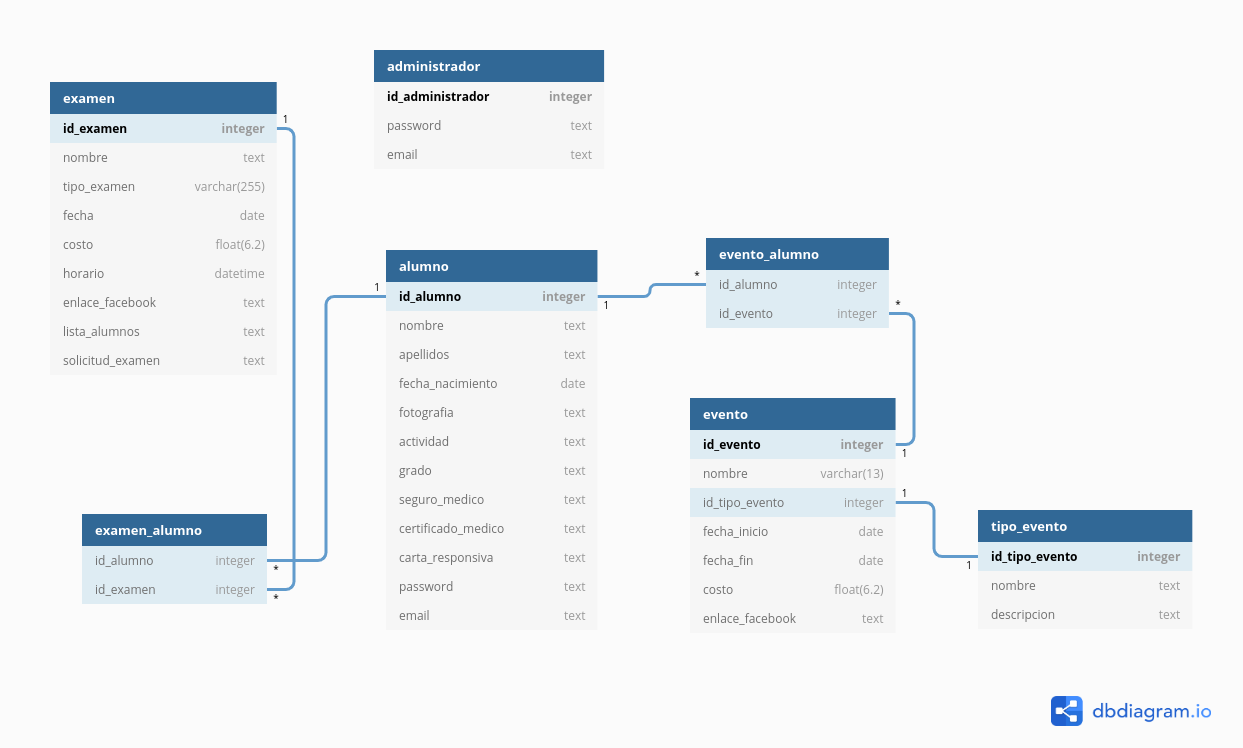 administrador
id_administrador integer
password text
email text
examen
id_examen integer
nombre text
tipo_examen varchar(255)
fecha date
costo float(6.2)
horario datetime
enlace_facebook text
lista_alumnos text
solicitud_examen text
1
alumno
id_alumno integer
nombre text
apellidos text
fecha_nacimiento date
fotografia text
actividad text
grado text
seguro_medico text
certificado_medico text
carta_responsiva text
password text
email text
1
1
evento_alumno
id_alumno integer
id_evento integer
*
*
evento
id_evento integer
nombre varchar(13)
id_tipo_evento integer
fecha_inicio date
fecha_fin date
costo float(6.2)
enlace_facebook text
1
1
examen_alumno
id_alumno integer
id_examen integer
*
*
tipo_evento
id_tipo_evento integer
nombre text
descripcion text
1
dbdiagram.io